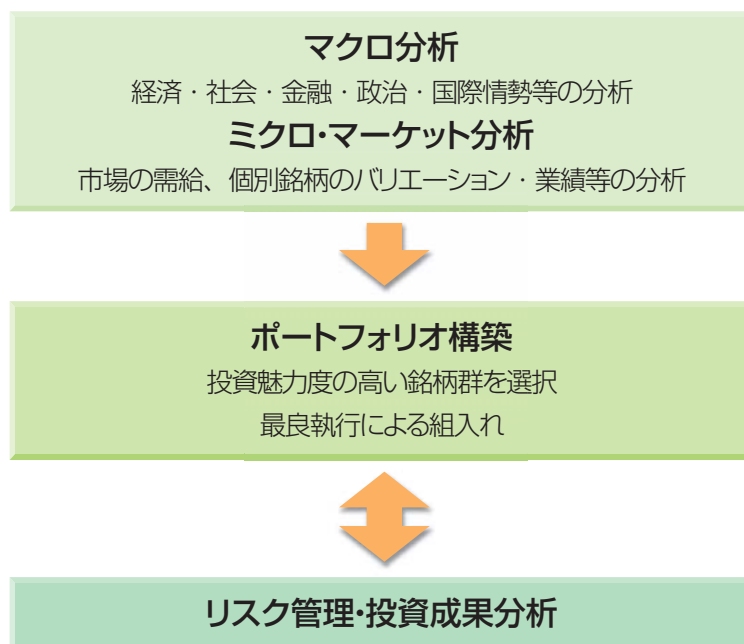 マクロ分析
経済・社会・金融・政治・国際情勢等の分析
ミクロ・マーケット分析
市場の需給、個別銘柄のバリエーション・業績等の分析
ポートフォリオ構築
投資魅力度の高い銘柄群を選択
最良執行による組入れ
リスク管理・投資成果分析